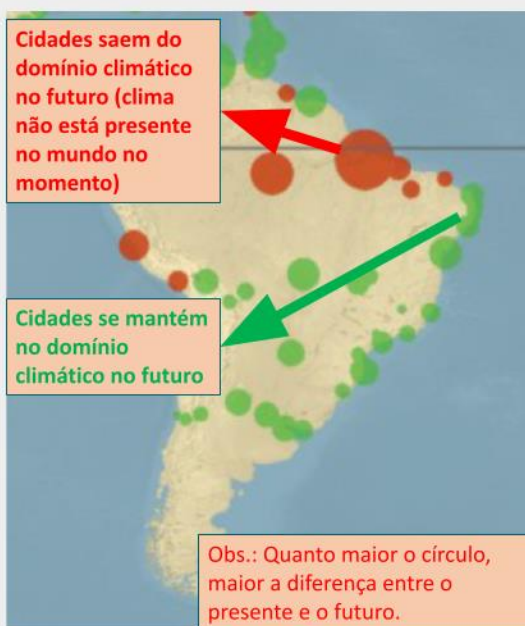 Cidades saem do
domínio climático
no futuro (clima
não está presente
no mundo no
momento)
Cidades se mantém
no domínio
climático no futuro
Obs.: Quanto maior o círculo,
maior a diferença entre o
presente e o futuro.